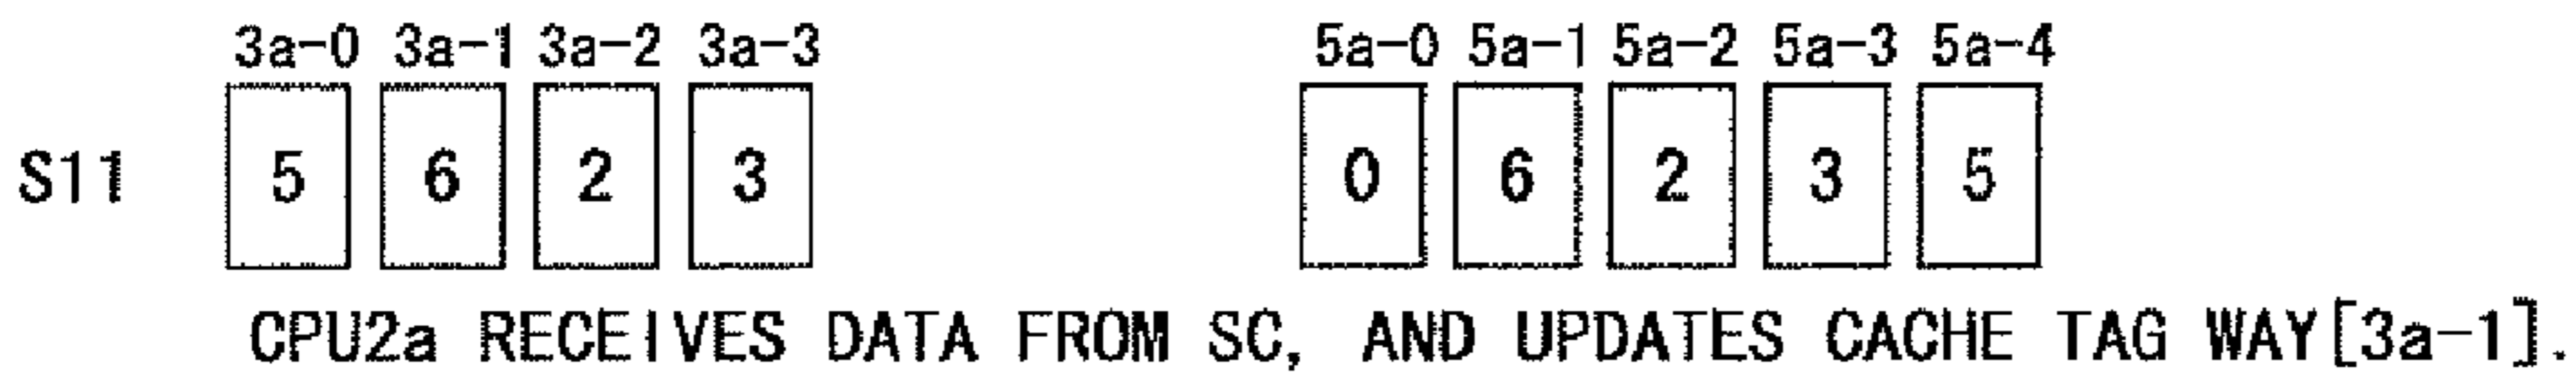 3a-0 3a-1 3a-2 3a-3 5a-0 5a-1 5a-2 5a-3 5a-4
S11 5 6 2 3 0 6 2 3 5
CPU2a RECEIVES DATA FROM SC, AND UPDATES CACHE TAG WAY[3a-1].